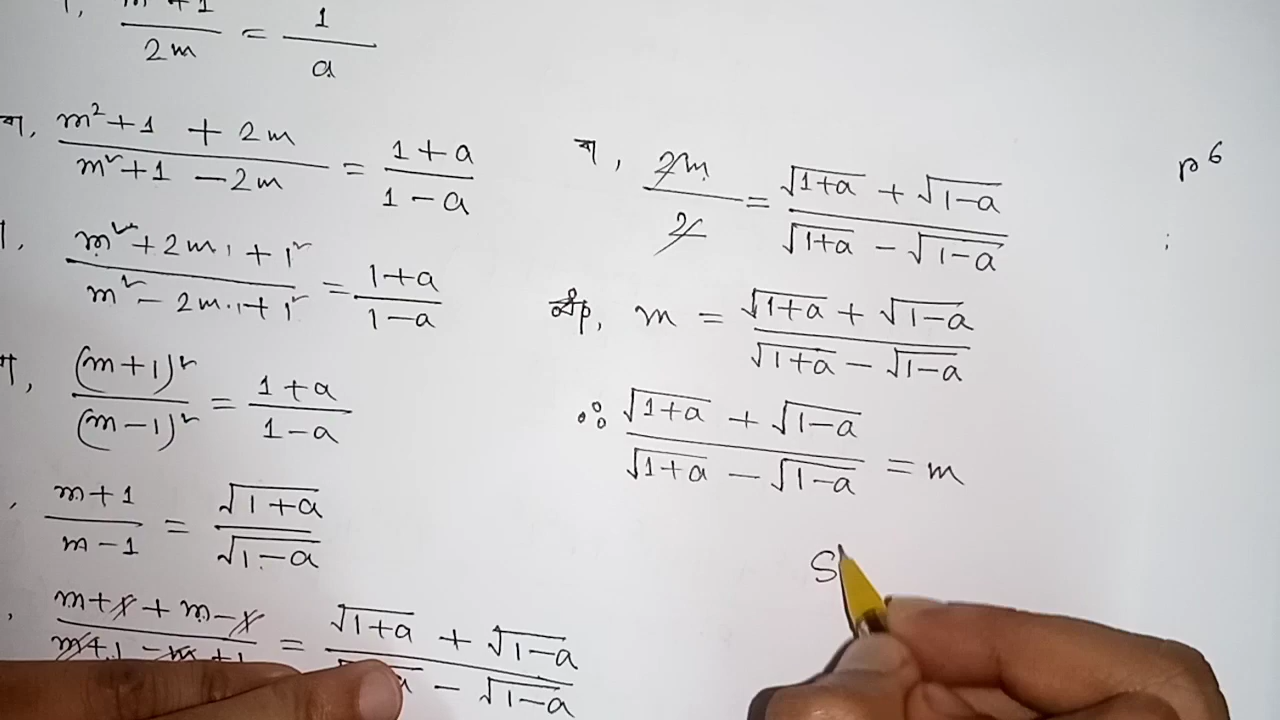 m²+1/2m = 1/a
বা, m²+1 + 2m/m²+1 - 2m = 1+a/1-a
m²+2m.1+1²/m²-2m.1+1² = 1+a/1-a
বা, (m+1)²/(m-1)² = 1+a/1-a
, m+1/m-1 = √1+a/√1-a
, m+1+m-1/m+1-m+1 = √1+a + √1-a/√1+a - √1-a
বা, 2m/2 = √1+a + √1-a/√1+a - √1-a
m = √1+a + √1-a/√1+a - √1-a
∴ √1+a + √1-a/√1+a - √1-a = m
S
p⁶
: